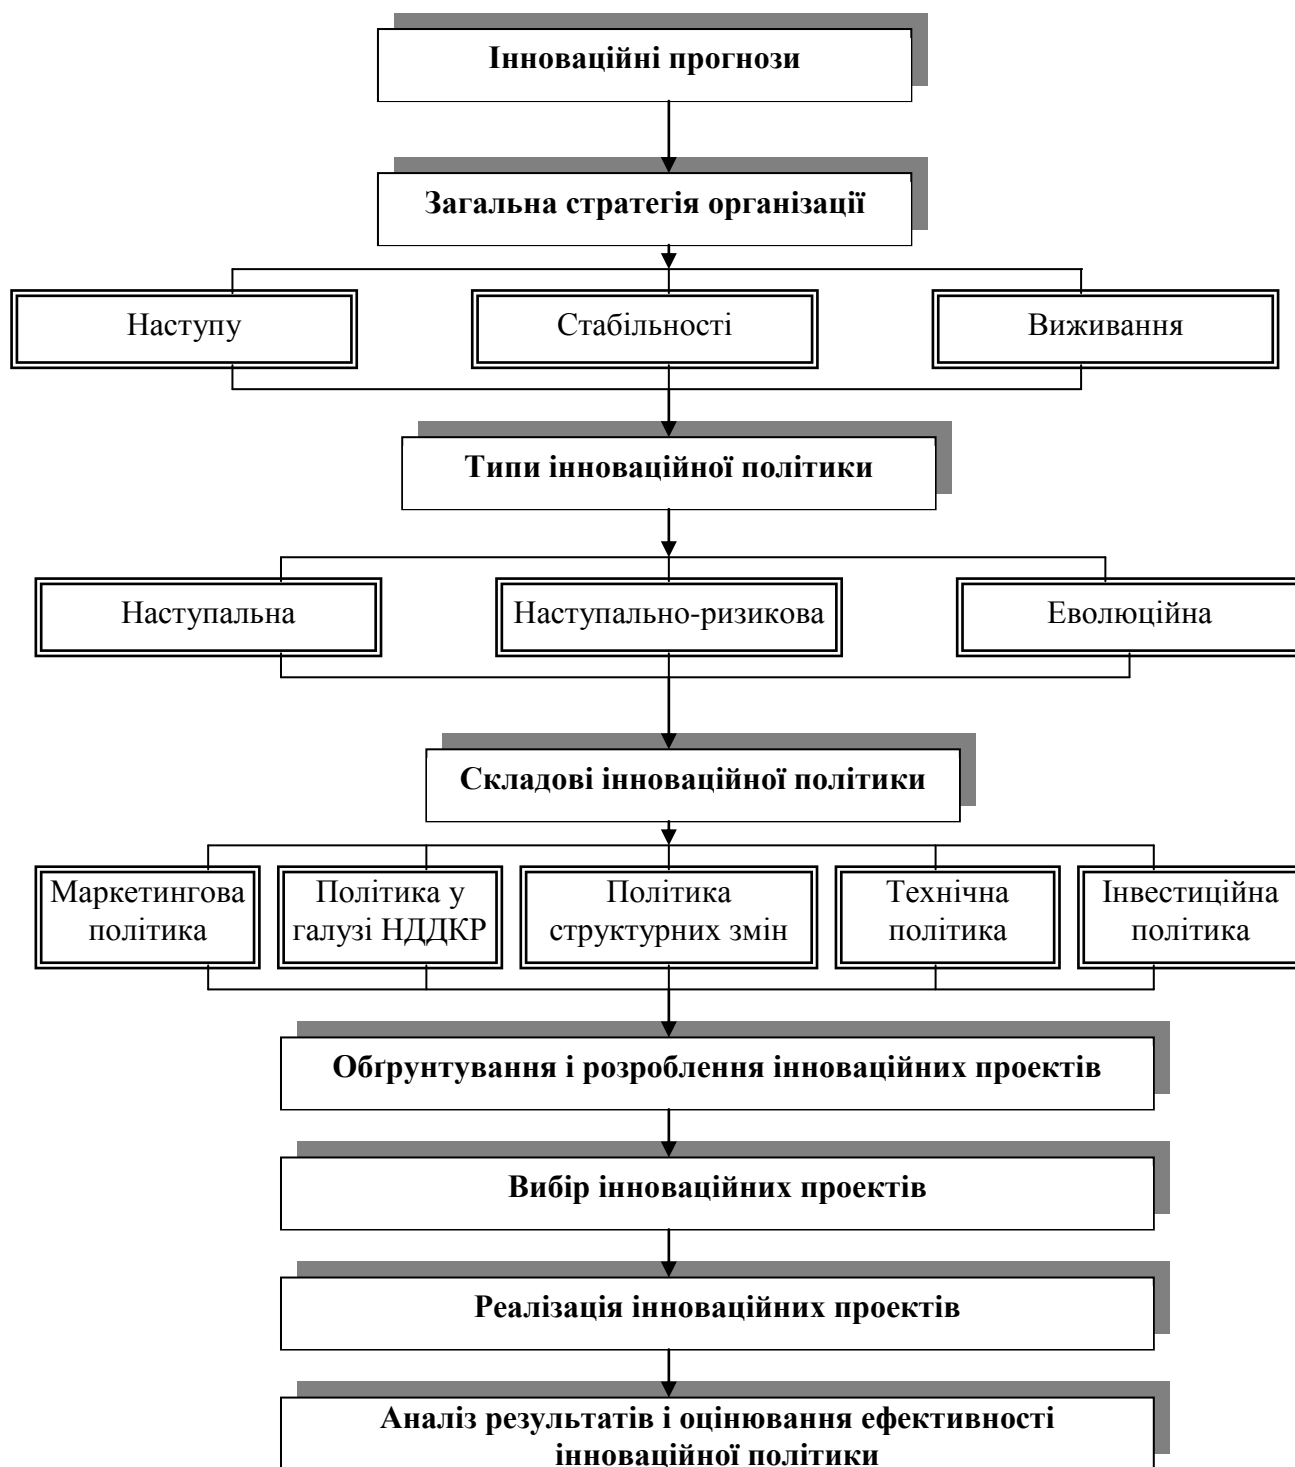 Інноваційні прогнози
Загальна стратегія організації
Наступу
Стабільності
Виживання
Типи інноваційної політики
Наступальна
Наступально-ризикова
Еволюційна
Складові інноваційної політики
Маркетингова
політика
Політика у
галузі НДДКР
Політика
структурних змін
Технічна
політика
Інвестиційна
політика
Обґрунтування і розроблення інноваційних проектів
Вибір інноваційних проектів
Реалізація інноваційних проектів
Аналіз результатів і оцінювання ефективності
інноваційної політики